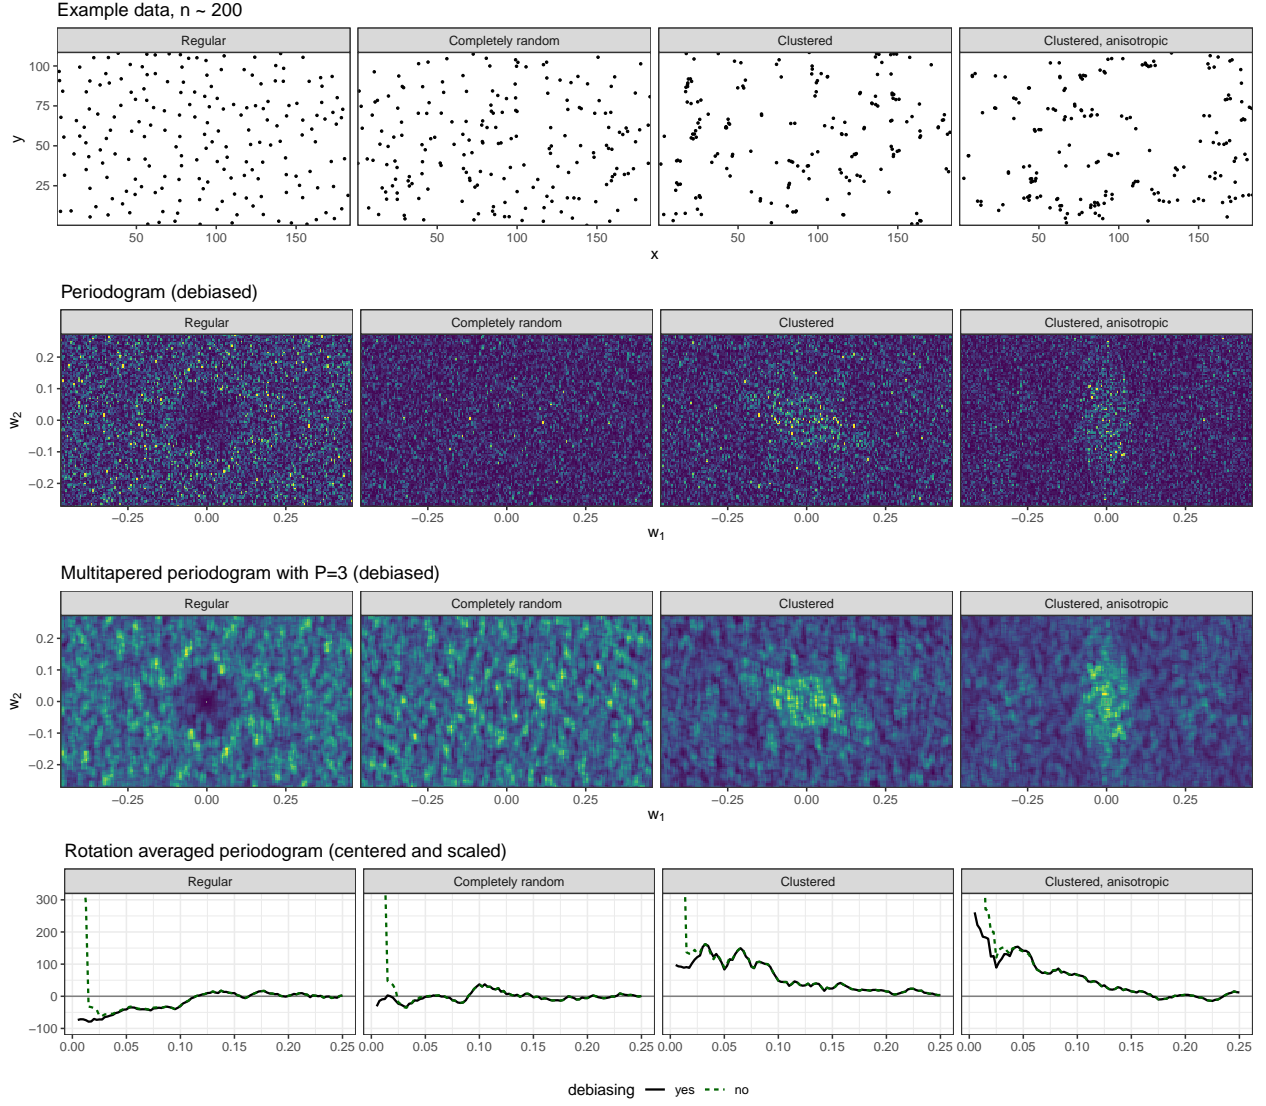 Example data, n ~ 200
Regular Completely random Clustered Clustered, anisotropic
100
75
50
25
y
50 100 150 50 100 150 50 100 150 50 100 150
x
Periodogram (debiased)
Regular Completely random Clustered Clustered, anisotropic
0.2
0.1
0.0
−0.1
−0.2
w2
−0.25 0.00 0.25 −0.25 0.00 0.25 −0.25 0.00 0.25 −0.25 0.00 0.25
w1
Multitapered periodogram with P=3 (debiased)
Regular Completely random Clustered Clustered, anisotropic
0.2
0.1
0.0
−0.1
−0.2
w2
−0.25 0.00 0.25 −0.25 0.00 0.25 −0.25 0.00 0.25 −0.25 0.00 0.25
w1
Rotation averaged periodogram (centered and scaled)
Regular Completely random Clustered Clustered, anisotropic
300
200
100
0
−100
0.00 0.05 0.10 0.15 0.20 0.25 0.00 0.05 0.10 0.15 0.20 0.25 0.00 0.05 0.10 0.15 0.20 0.25 0.00 0.05 0.10 0.15 0.20 0.25
debiasing yes no